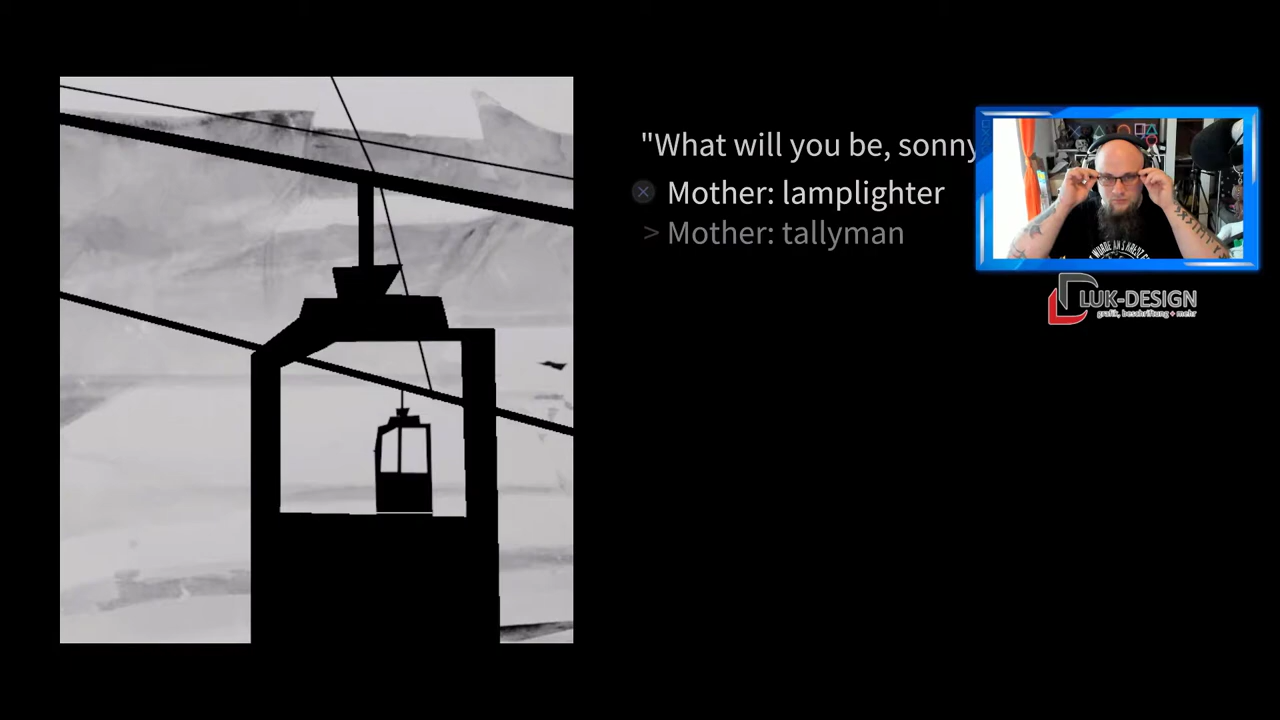 "What will you be, sonny
Mother: lamplighter
> Mother: tallyman
LUK-DESIGN
grafik, beschriftung + mehr